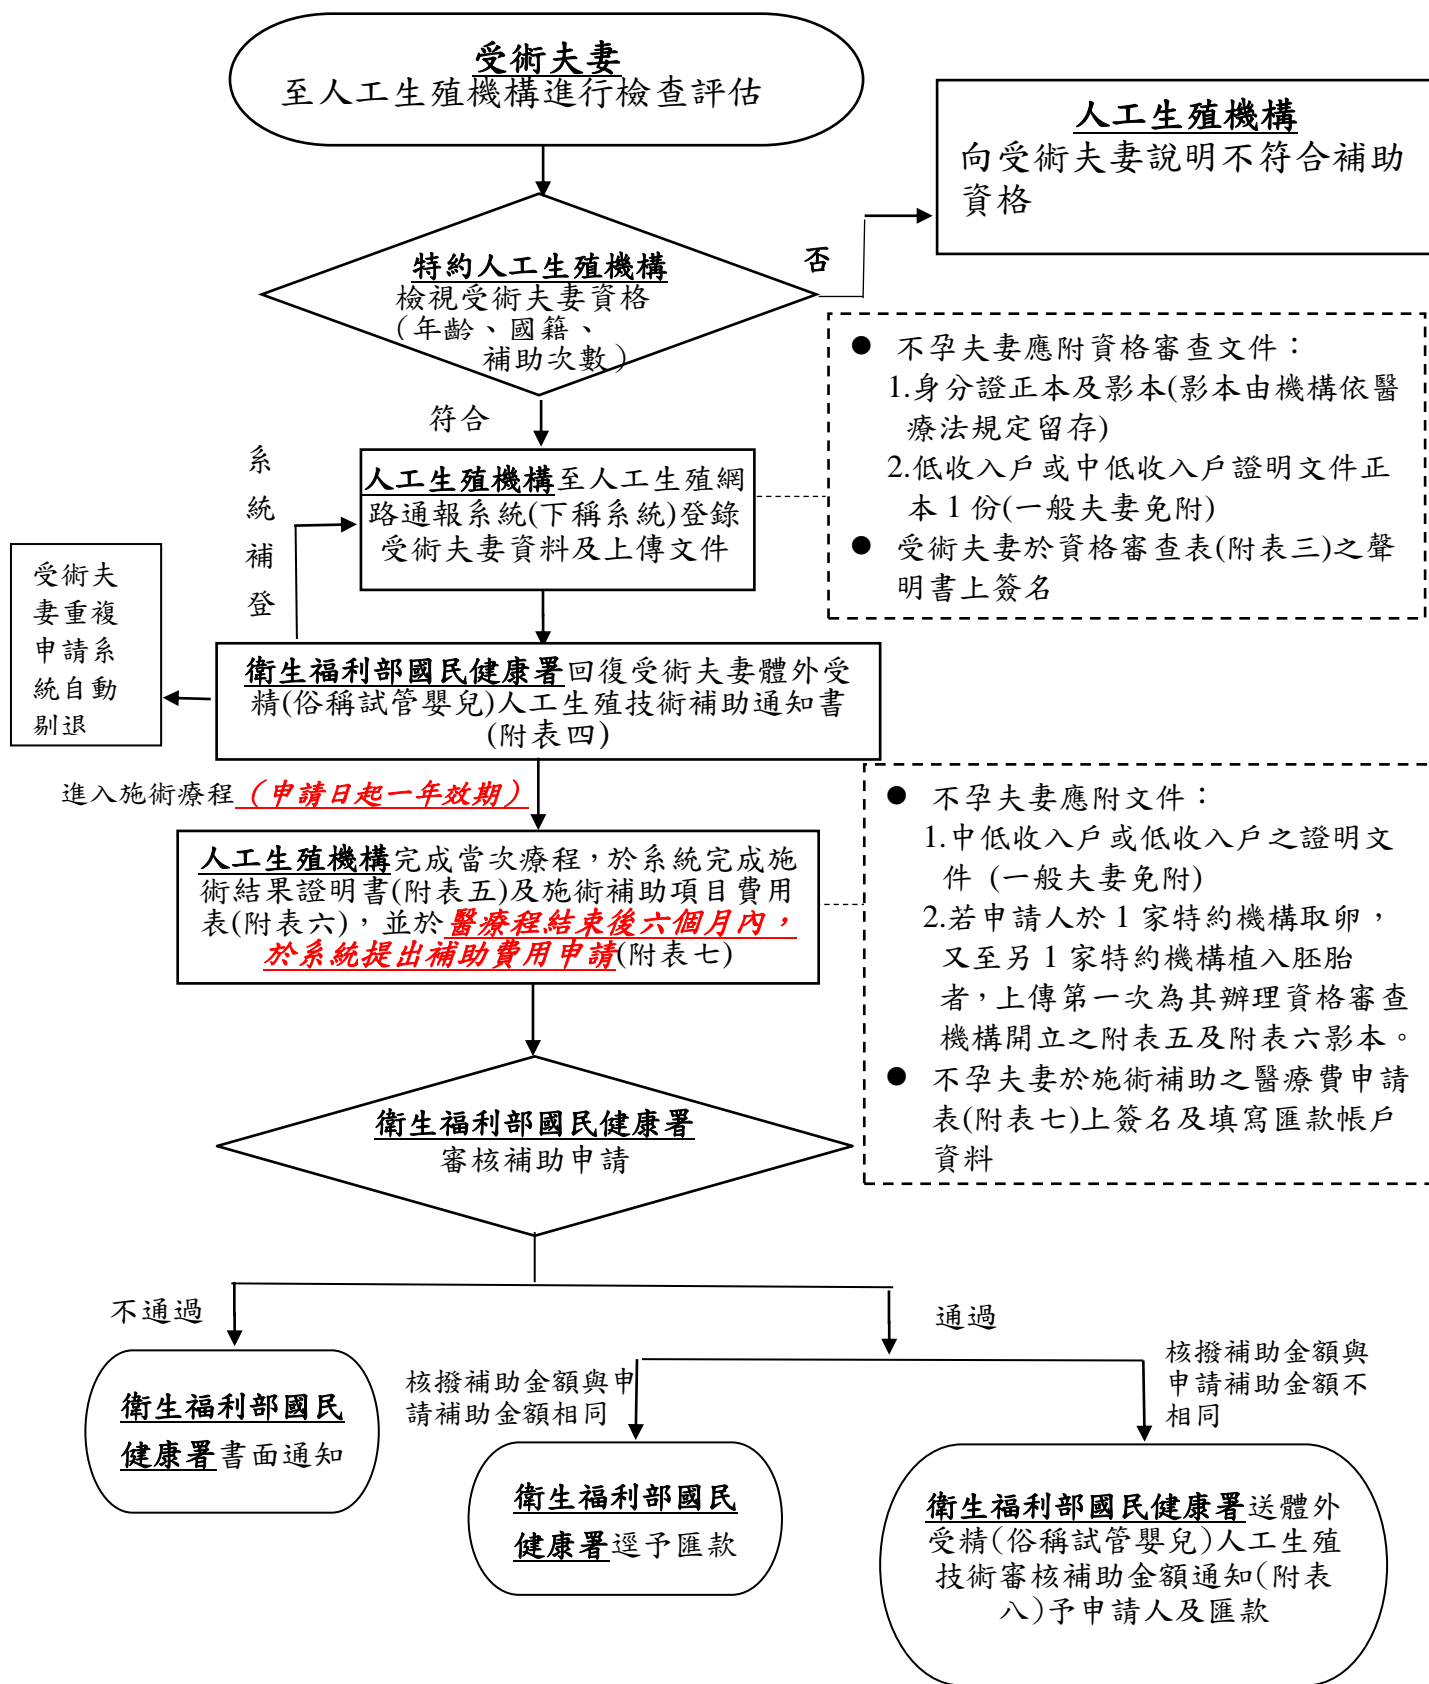 受術夫妻
至人工生殖機構進行檢查評估
人工生殖機構
向受術夫妻說明不符合補助
資格
特約人工生殖機構
檢視受術夫妻資格
(年齡、國籍、
補助次數)
否
符合
●不孕夫妻應附資格審查文件：
1.身分證正本及影本(影本由機構依醫
療法規定留存)
2.低收入戶或中低收入戶證明文件正
本 1 份(一般夫妻免附)
●受術夫妻於資格審查表(附表三)之聲
明書上簽名
人工生殖機構至人工生殖網
路通報系統(下稱系統)登錄
受術夫妻資料及上傳文件
系
統
補
登
受術夫
妻重複
申請系
統自動
剔退
衛生福利部國民健康署回復受術夫妻體外受
精(俗稱試管嬰兒)人工生殖技術補助通知書
(附表四)
進入施術療程（申請日起一年效期）
人工生殖機構完成當次療程，於系統完成施
術結果證明書(附表五)及施術補助項目費用
表(附表六)，並於醫療程結束後六個月內，
於系統提出補助費用申請(附表七)
●不孕夫妻應附文件：
1.中低收入戶或低收入戶之證明文
件 (一般夫妻免附)
2.若申請人於 1 家特約機構取卵，
又至另 1 家特約機構植入胚胎
者，上傳第一次為其辦理資格審查
機構開立之附表五及附表六影本。
●不孕夫妻於施術補助之醫療費申請
表(附表七)上簽名及填寫匯款帳戶
資料
衛生福利部國民健康署
審核補助申請
不通過
通過
衛生福利部國民
健康署書面通知
核撥補助金額與申
請補助金額相同
衛生福利部國民
健康署逕予匯款
核撥補助金額與
申請補助金額不
相同
衛生福利部國民健康署送體外
受精(俗稱試管嬰兒)人工生殖
技術審核補助金額通知(附表
八)予申請人及匯款